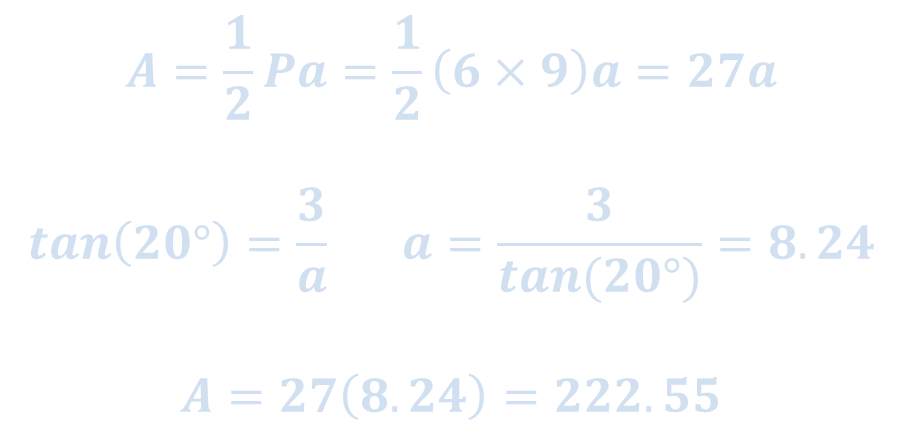 A = 1/2 Pa = 1/2 (6 × 9)a = 27a
tan(20°) = 3/a a = 3/tan(20°) = 8.24
A = 27(8.24) = 222.55